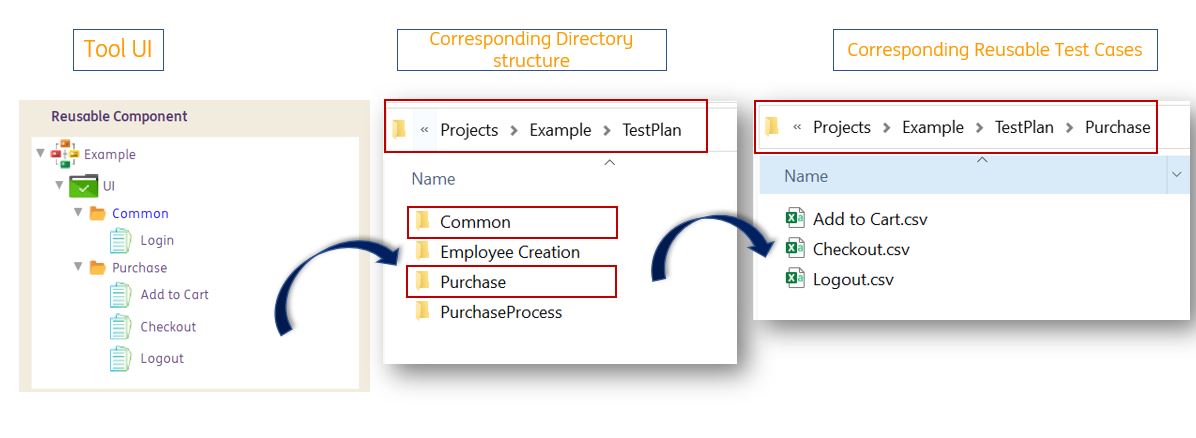 Tool UI
Corresponding Directory
structure
Corresponding Reusable Test Cases
Reusable Component
Example
UI
Common
Login
Purchase
Add to Cart
Checkout
Logout
« Projects > Example > TestPlan
Name
Common
Employee Creation
Purchase
PurchaseProcess
« Projects > Example > TestPlan > Purchase
Name
Add to Cart.csv
Checkout.csv
Logout.csv